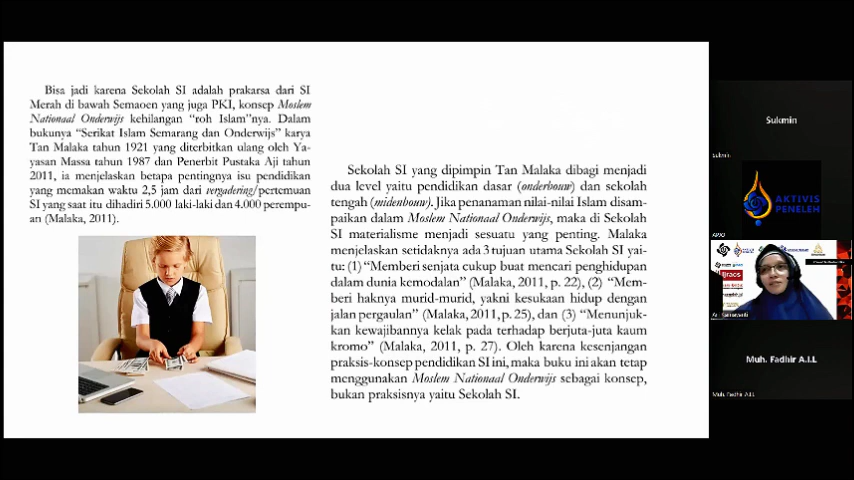 Bisa jadi karena Sekolah SI adalah prakarsa dari SI
Merah di bawah Semaoen yang juga PKI, konsep Moslem
Nationaal Onderwijs kehilangan “roh Islam”nya. Dalam
bukunya “Serikat Islam Semarang dan Onderwijs” karya
Tan Malaka tahun 1921 yang diterbitkan ulang oleh Ya-
yasan Massa tahun 1987 dan Penerbit Pustaka Aji tahun
2011, ia menjelaskan betapa pentingnya isu pendidikan
yang memakan waktu 2,5 jam dari vergadering/pertemuan
SI yang saat itu dihadiri 5.000 laki-laki dan 4.000 perempu-
an (Malaka, 2011).
Sekolah SI yang dipimpin Tan Malaka dibagi menjadi
dua level yaitu pendidikan dasar (onderbouw) dan sekolah
tengah (midenbouw). Jika penanaman nilai-nilai Islam disam-
paikan dalam Moslem Nationaal Onderwijs, maka di Sekolah
SI materialisme menjadi sesuatu yang penting. Malaka
menjelaskan setidaknya ada 3 tujuan utama Sekolah SI yai-
tu: (1) “Memberi senjata cukup buat mencari penghidupan
dalam dunia kemodalan” (Malaka, 2011, p. 22), (2) “Mem-
beri haknya murid-murid, yakni kesukaan hidup dengan
jalan pergaulan” (Malaka, 2011, p. 25), dan (3) “Menunjuk-
kan kewajibannya kelak pada terhadap berjuta-juta kaum
kromo” (Malaka, 2011, p. 27). Oleh karena kesenjangan
praksis-konsep pendidikan SI ini, maka buku ini akan tetap
menggunakan Moslem Nationaal Onderwijs sebagai konsep,
bukan praksisnya yaitu Sekolah SI.
Sukmin
Sukmin
AKTIVIS
PENELEH
Muh. Fadhir A.I.L
Muh. Fadhir A.I.L